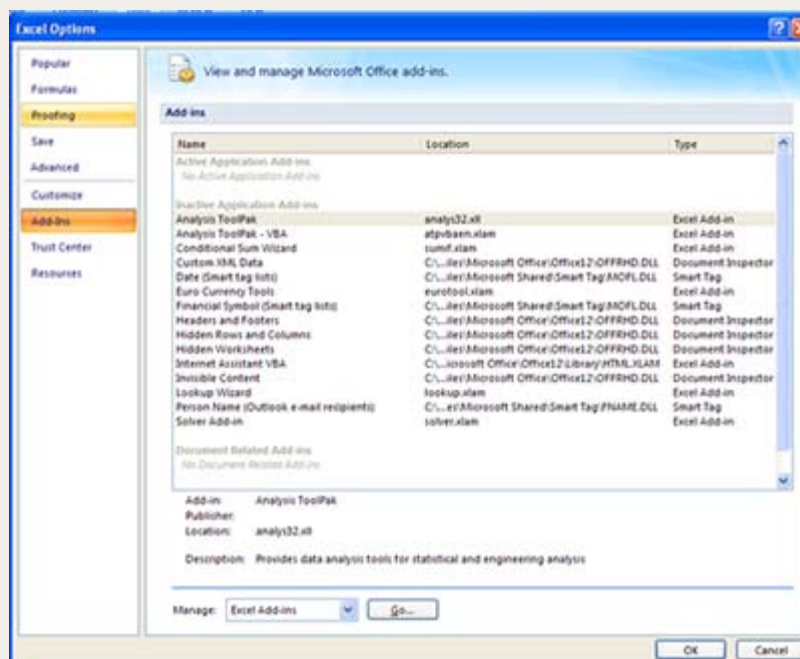 Excel Options
Popular
Formulas
Proofing
Save
Advanced
Customize
Add-Ins
Trust Center
Resources
View and manage Microsoft Office add-ins.
Add-ins
Name Location Type
Active Application Add-ins
No Active Application Add-ins
Inactive Application Add-ins
Analysis ToolPak analys32.xll Excel Add-in
Analysis ToolPak - VBA atpvbaen.xlam Excel Add-in
Conditional Sum Wizard sumif.xlam Excel Add-in
Custom XML Data C:\...iles\Microsoft Office\Office12\OFFRHD.DLL Document Inspector
Date (Smart tag lists) C:\...iles\Microsoft Shared\Smart Tag\MOFL.DLL Smart Tag
Euro Currency Tools eurotool.xlam Excel Add-in
Financial Symbol (Smart tag lists) C:\...iles\Microsoft Shared\Smart Tag\MOFL.DLL Smart Tag
Headers and Footers C:\...iles\Microsoft Office\Office12\OFFRHD.DLL Document Inspector
Hidden Rows and Columns C:\...iles\Microsoft Office\Office12\OFFRHD.DLL Document Inspector
Hidden Worksheets C:\...iles\Microsoft Office\Office12\OFFRHD.DLL Document Inspector
Internet Assistant VBA C:\...icrosoft Office\Office12\Library\HTML.XLAM Excel Add-in
Invisible Content C:\...iles\Microsoft Office\Office12\OFFRHD.DLL Document Inspector
Lookup Wizard lookup.xlam Excel Add-in
Person Name (Outlook e-mail recipients) C:\...es\Microsoft Shared\Smart Tag\FNAME.DLL Smart Tag
Solver Add-in solver.xlam Excel Add-in
Document Related Add-ins
No Document Related Add-ins
Add-in: Analysis ToolPak
Publisher:
Location: analys32.xll
Description: Provides data analysis tools for statistical and engineering analysis
Manage: Excel Add-ins Go...
OK Cancel